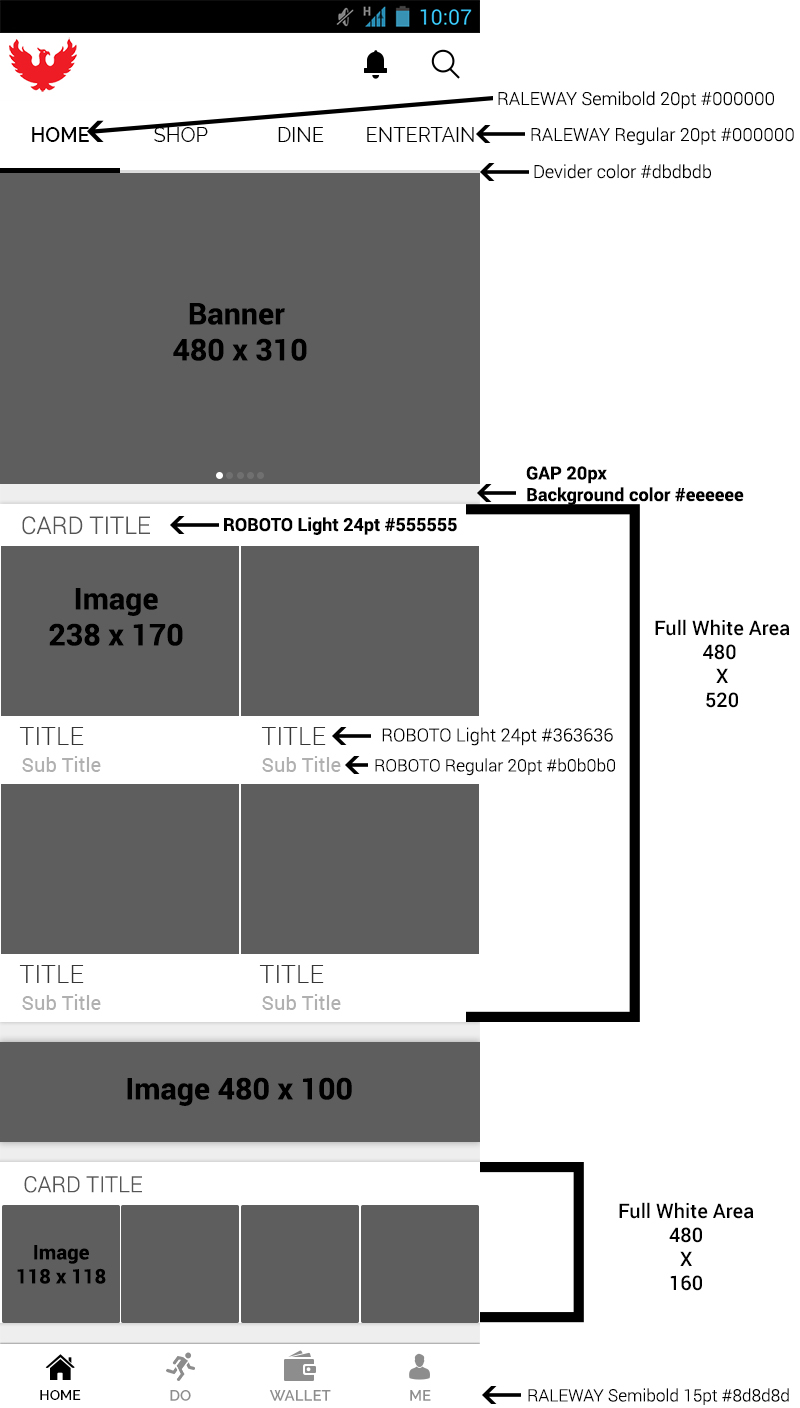 H 10:07
RALEWAY Semibold 20pt #000000
HOME SHOP DINE ENTERTAIN RALEWAY Regular 20pt #000000
Devider color #dbdbdb
Banner
480 x 310
GAP 20px
Background color #eeeeee
CARD TITLE ROBOTO Light 24pt #555555
Image
238 x 170
Full White Area
480
X
520
TITLE TITLE ROBOTO Light 24pt #363636
Sub Title Sub Title ROBOTO Regular 20pt #b0b0b0
TITLE TITLE
Sub Title Sub Title
Image 480 x 100
CARD TITLE
Full White Area
480
X
160
Image
118 x 118
HOME DO WALLET ME RALEWAY Semibold 15pt #8d8d8d